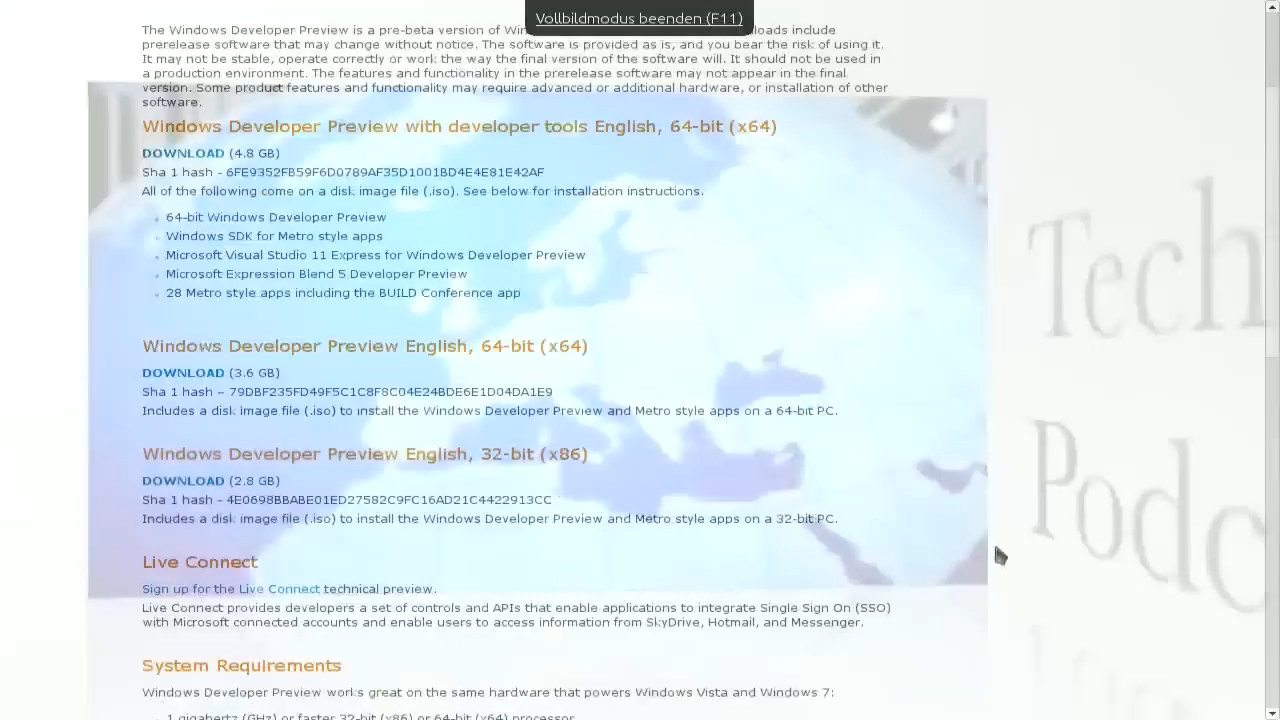 Vollbildmodus beenden (F11)
The Windows Developer Preview is a pre-beta version of
include
prerelease software that may change without notice. The software is provided as is, and you bear the risk of using it.
It may not be stable, operate correctly or work the way the final version of the software will. It should not be used in
a production environment. The features and functionality in the prerelease software may not appear in the final
version. Some product features and functionality may require advanced or additional hardware, or installation of other
software.
Windows Developer Preview with developer tools English, 64-bit (x64)
DOWNLOAD (4.8 GB)
Sha 1 hash - 6FE9352FB59F6D0789AF35D1001BD4E4E81E42AF
All of the following come on a disk image file (.iso). See below for installation instructions.
64-bit Windows Developer Preview
Windows SDK for Metro style apps
Microsoft Visual Studio 11 Express for Windows Developer Preview
Microsoft Expression Blend 5 Developer Preview
28 Metro style apps including the BUILD Conference app
Windows Developer Preview English, 64-bit (x64)
DOWNLOAD (3.6 GB)
Sha 1 hash – 79DBF235FD49F5C1C8F8C04E24BDE6E1D04DA1E9
Includes a disk image file (.iso) to install the Windows Developer Preview and Metro style apps on a 64-bit PC.
Windows Developer Preview English, 32-bit (x86)
DOWNLOAD (2.8 GB)
Sha 1 hash – 4E0698BBABE01ED27582C9FC16AD21C4422913CC
Includes a disk image file (.iso) to install the Windows Developer Preview and Metro style apps on a 32-bit PC.
Live Connect
Sign up for the Live Connect technical preview.
Live Connect provides developers a set of controls and APIs that enable applications to integrate Single Sign On (SSO)
with Microsoft connected accounts and enable users to access information from SkyDrive, Hotmail, and Messenger.
System Requirements
Windows Developer Preview works great on the same hardware that powers Windows Vista and Windows 7:
1 gigahertz (GHz) or faster 32-bit (x86) or 64-bit (x64) processor
Tech
Podc